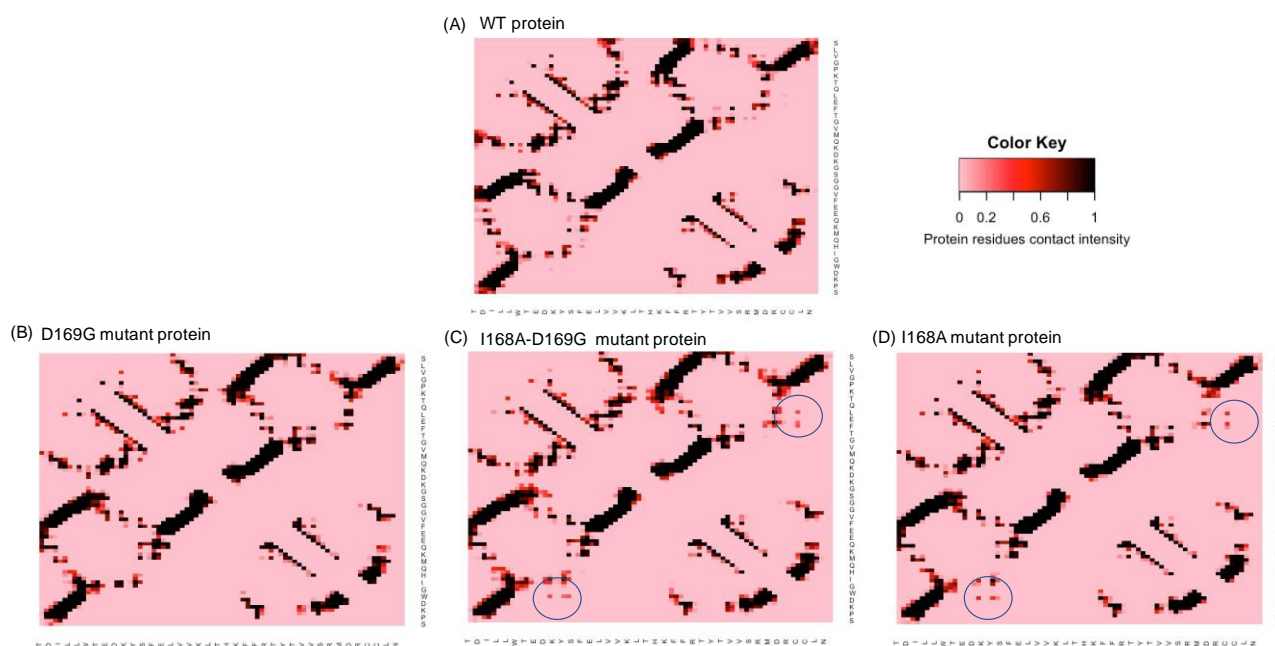 (A) WT protein
S L V G P K T Q L E F T G V M Q K D K G S G G V F E E Q K M Q H I G W D K P S
T D I L L W T E D K Y S F E L V V K L T H K F F R T Y T V V S R M D R C C L N
Color Key
0 0.2 0.6 1
Protein residues contact intensity
(B) D169G mutant protein
S L V G P K T Q L E F T G V M Q K D K G S G G V F E E Q K M Q H I G W D K P S
(C) I168A-D169G mutant protein
S L V G P K T Q L E F T G V M Q K D K G S G G V F E E Q K M Q H I G W D K P S
T D I L L W T E D K Y S F E L V V K L T H K F F R T Y T V V S R M D R C C L N
(D) I168A mutant protein
S L V G P K T Q L E F T G V M Q K D K G S G G V F E E Q K M Q H I G W D K P S
T D I L L W T E D K Y S F E L V V K L T H K F F R T Y T V V S R M D R C C L N